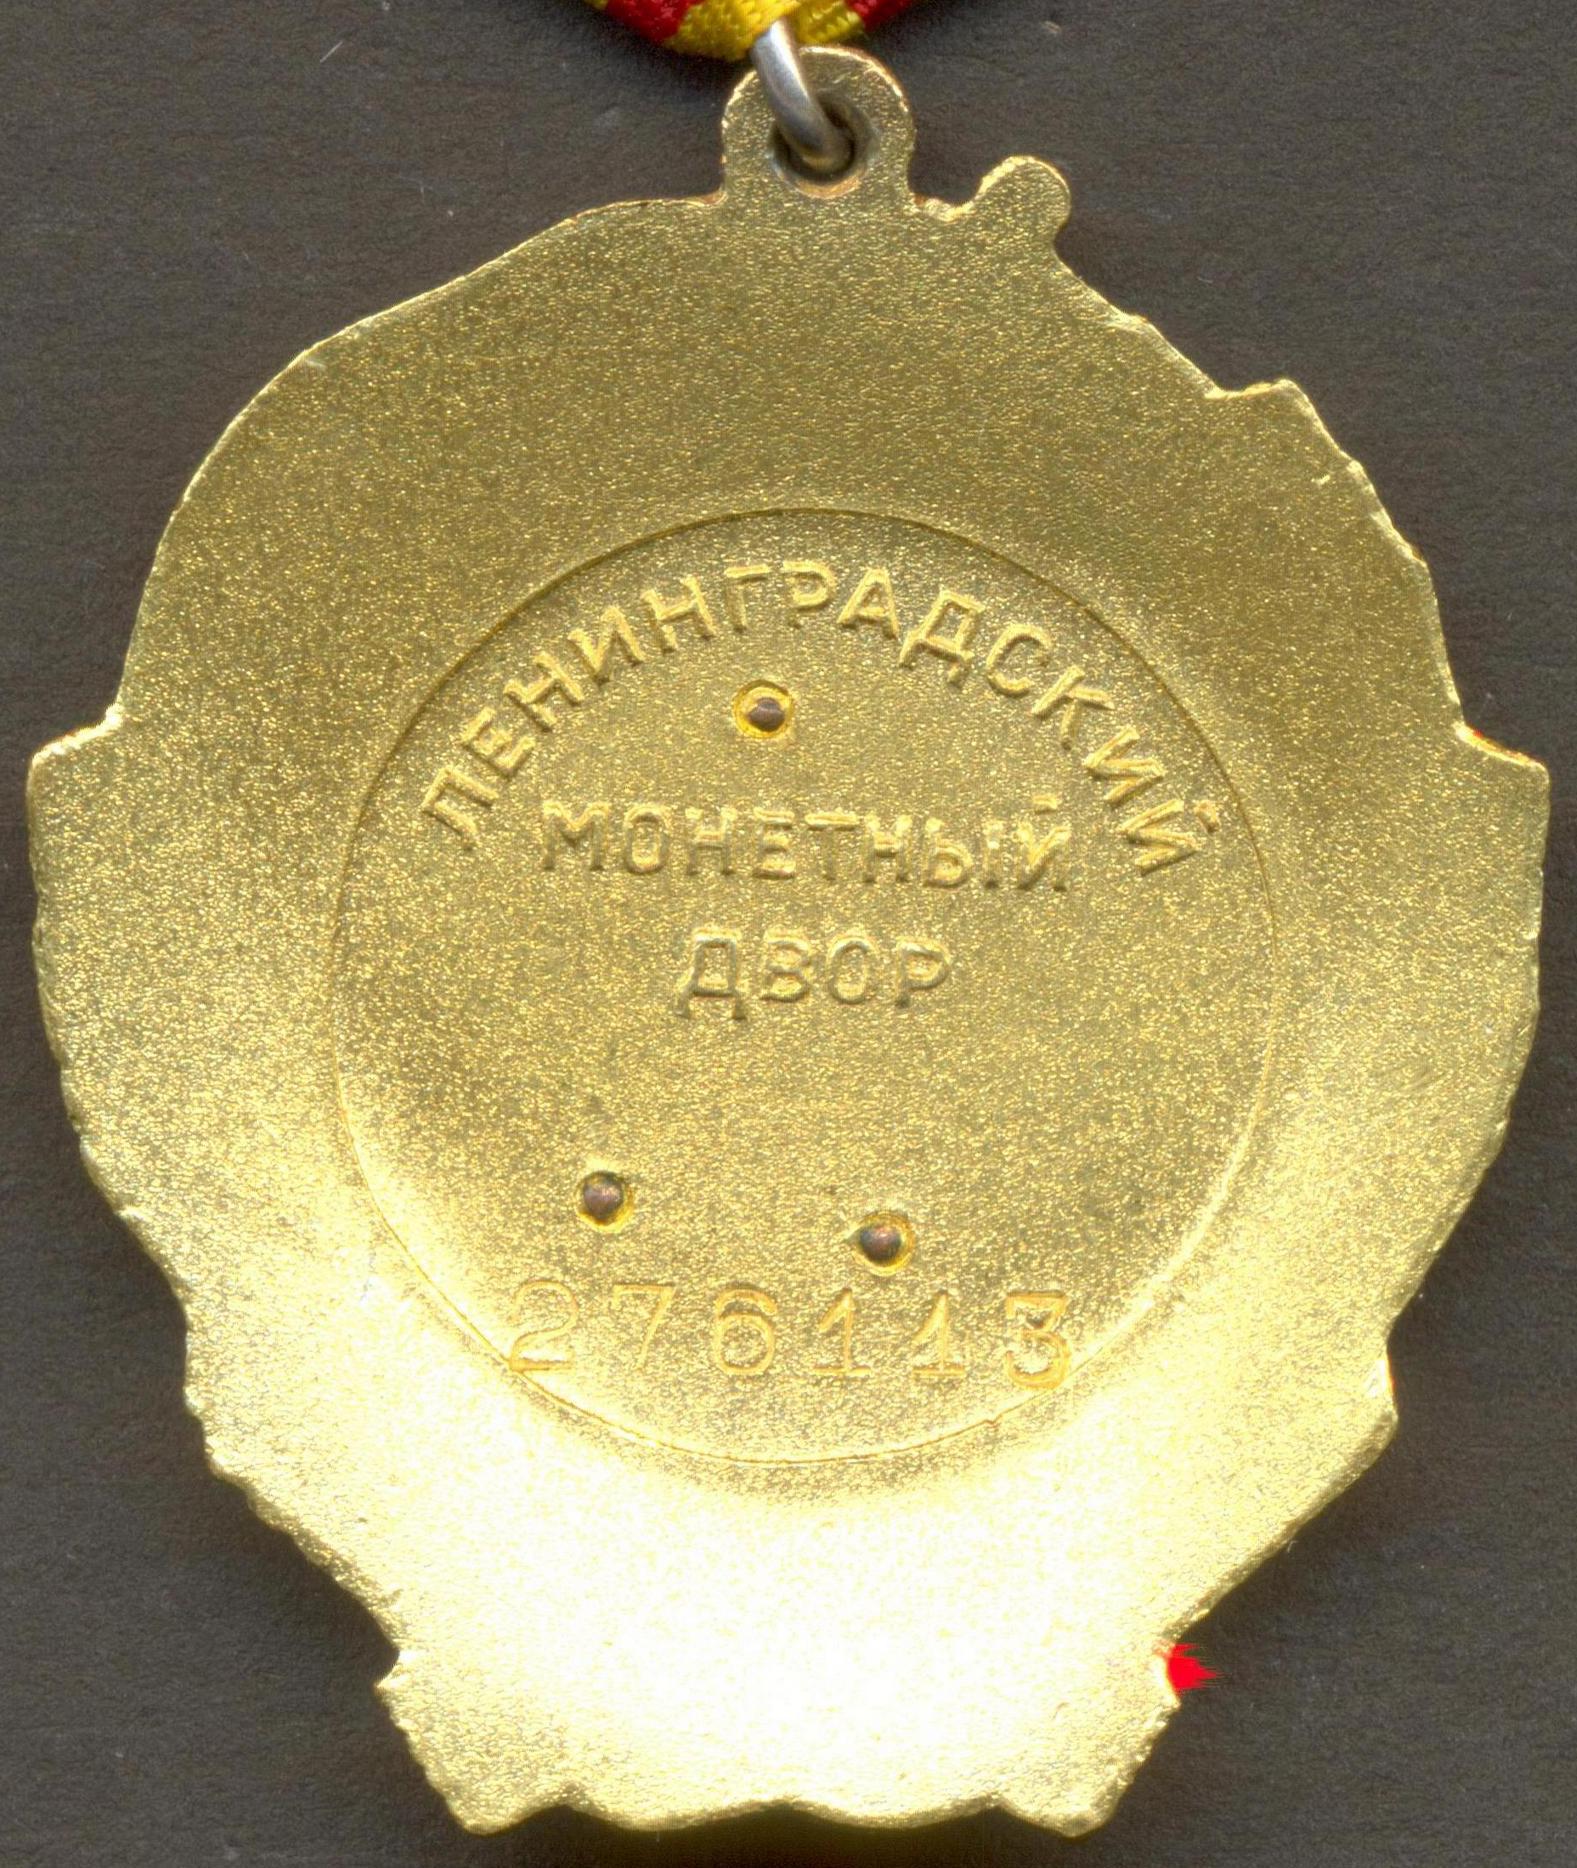 ЛЕНИНГРАДСКИЙ
МОНЕТНЫЙ
ДВОР
276113